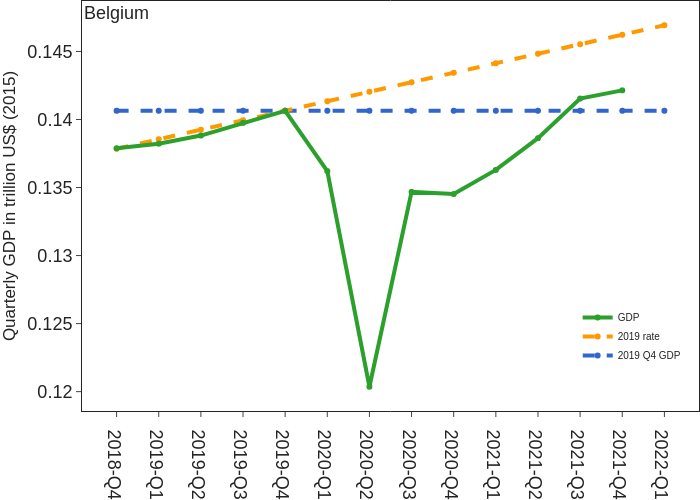 Belgium
Quarterly GDP in trillion US$ (2015)
0.145
0.14
0.135
0.13
0.125
0.12
GDP
2019 rate
2019 Q4 GDP
2018-Q4
2019-Q1
2019-Q2
2019-Q3
2019-Q4
2020-Q1
2020-Q2
2020-Q3
2020-Q4
2021-Q1
2021-Q2
2021-Q3
2021-Q4
2022-Q1